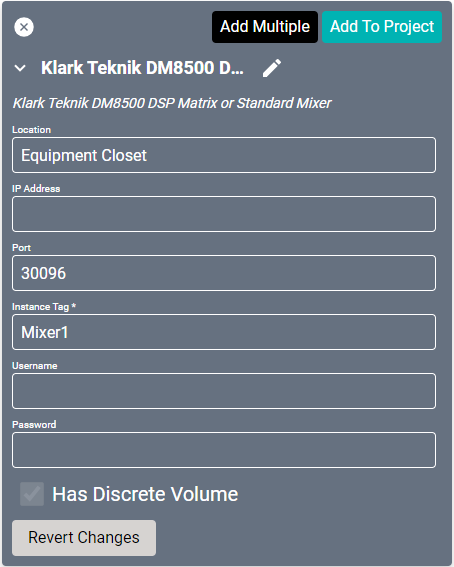 Add Multiple
Add To Project
Klark Teknik DM8500 D...
Klark Teknik DM8500 DSP Matrix or Standard Mixer
Location
Equipment Closet
IP Address
Port
30096
Instance Tag *
Mixer1
Username
Password
Has Discrete Volume
Revert Changes